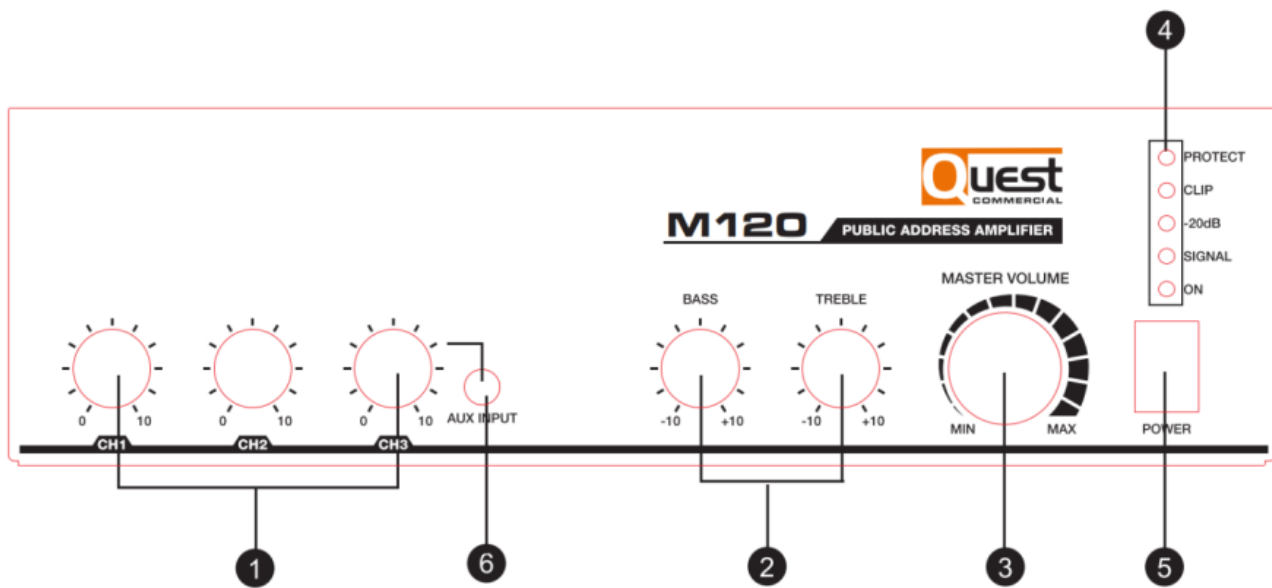 4
PROTECT
CLIP
-20dB
SIGNAL
ON
Quest
COMMERCIAL
M120 PUBLIC ADDRESS AMPLIFIER
BASS
TREBLE
MASTER VOLUME
0 10
0 10
0 10
AUX INPUT
-10 +10
-10 +10
MIN MAX
POWER
CH1
CH2
CH3
1
6
2
3
5